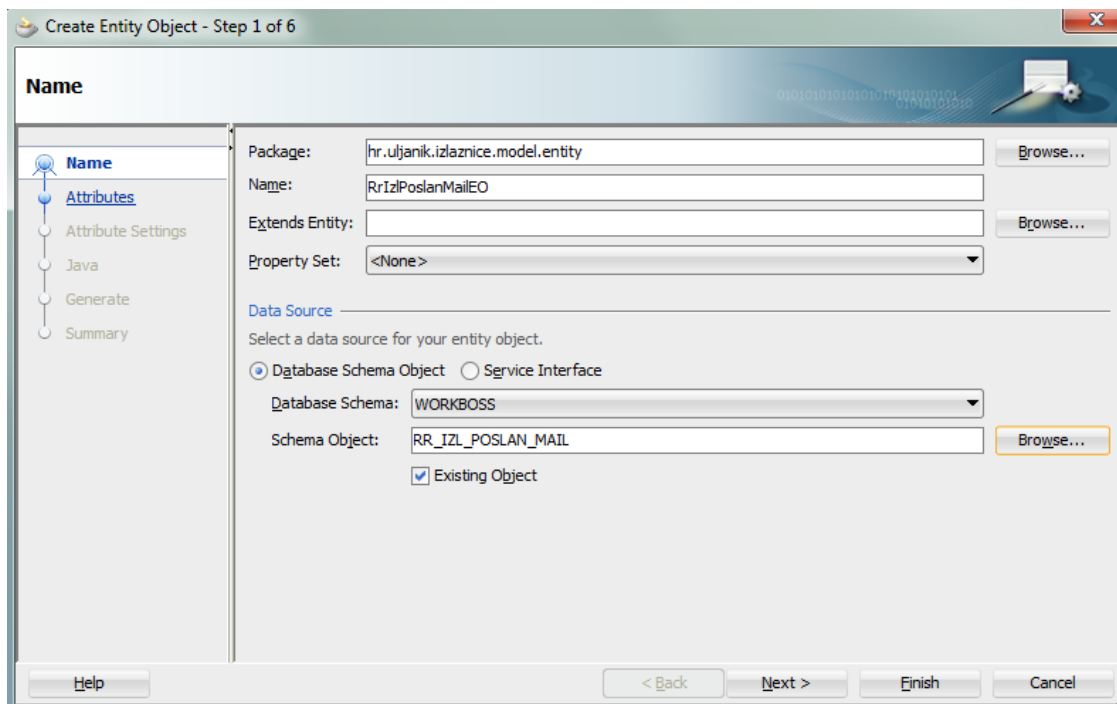 Create Entity Object - Step 1 of 6
Name
010101010101010101010101
0101010101010
Name
Attributes
Attribute Settings
Java
Generate
Summary
Package: hr.uljanik.izlaznice.model.entity Browse...
Name: RrIzlPoslanMailEO
Extends Entity: Browse...
Property Set: <None>
Data Source
Select a data source for your entity object.
Database Schema Object Service Interface
Database Schema: WORKBOSS
Schema Object: RR_IZL_POSLAN_MAIL Browse...
Existing Object
Help < Back Next > Finish Cancel